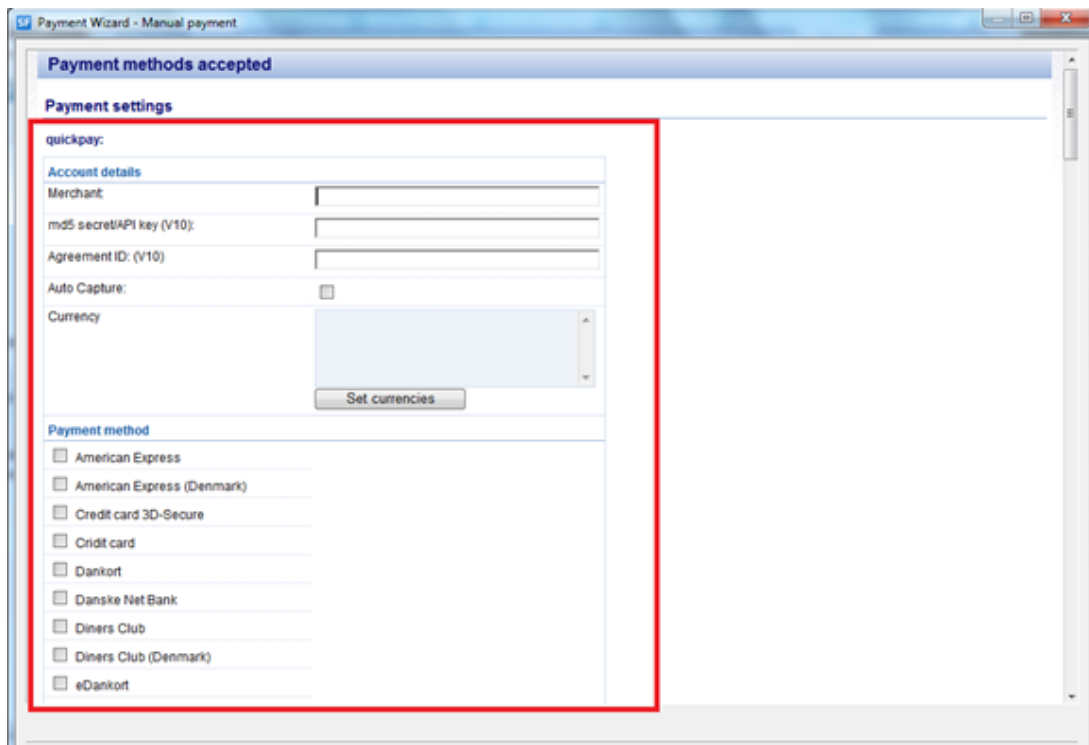 SF Payment Wizard - Manual payment
Payment methods accepted
Payment settings
quickpay:
Account details
Merchant:
md5 secret/API key (V10):
Agreement ID: (V10)
Auto Capture:
Currency
Set currencies
Payment method
American Express
American Express (Denmark)
Credit card 3D-Secure
Cridit card
Dankort
Danske Net Bank
Diners Club
Diners Club (Denmark)
eDankort